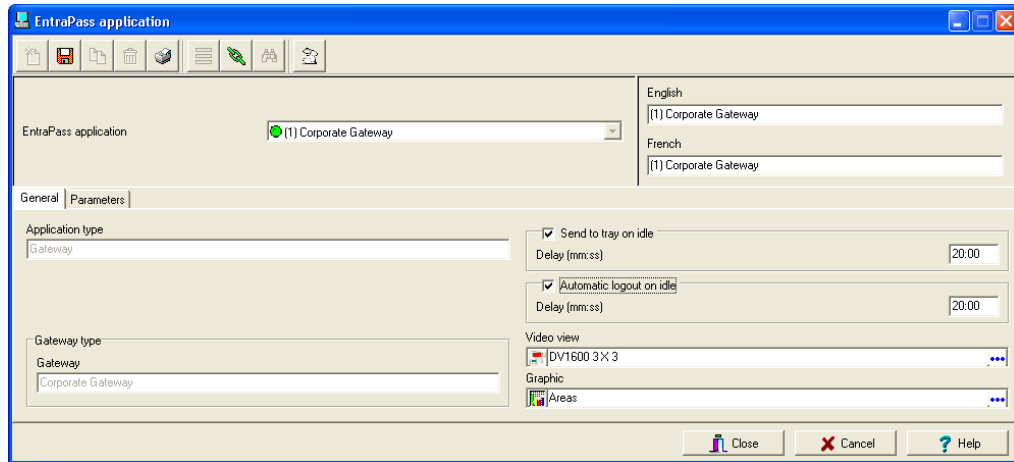 EntraPass application
English
(1) Corporate Gateway
EntraPass application
(1) Corporate Gateway
French
(1) Corporate Gateway
General
Parameters
Application type
Gateway
Send to tray on idle
Delay (mm:ss)
20:00
Automatic logout on idle
Delay (mm:ss)
20:00
Gateway type
Gateway
Corporate Gateway
Video view
DV1600 3 X 3
Graphic
Areas
Close
Cancel
Help